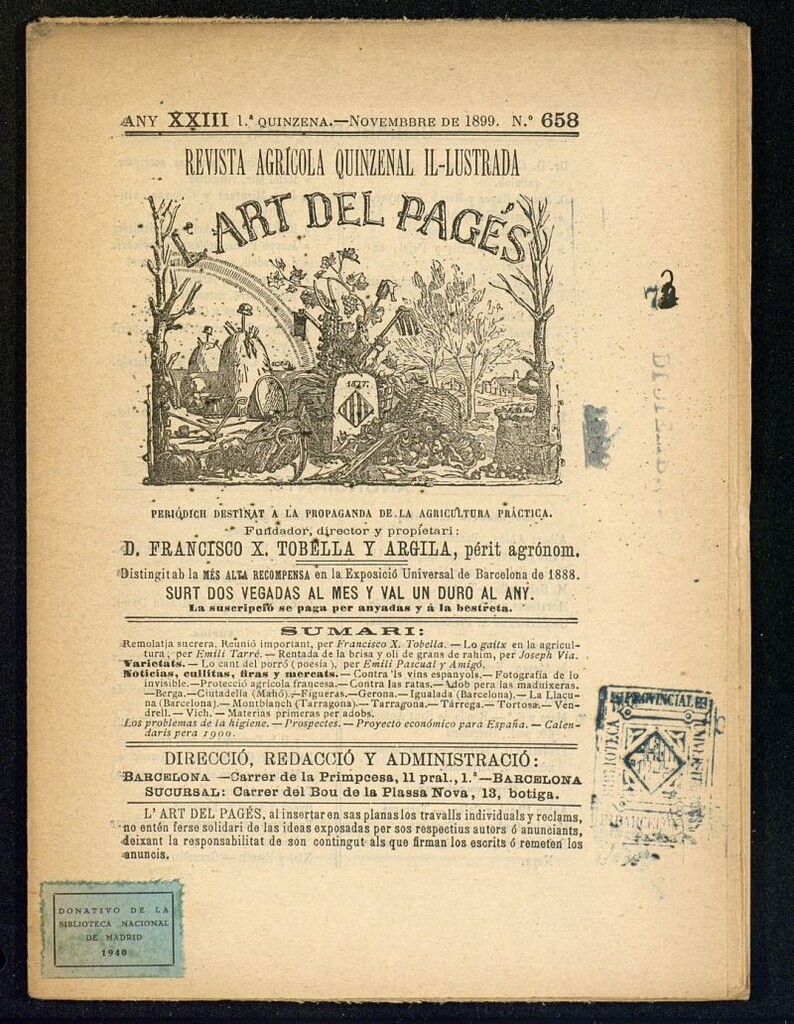 ANY XXIII 1.ª QUINZENA.—NOVEMBBRE DE 1899. N.º 658
REVISTA AGRÍCOLA QUINZENAL IL-LUSTRADA
L'ART DEL PAGÉS
1877.
PERIÓDICH DESTINAT A LA PROPAGANDA DE LA AGRICULTURA PRÁCTICA.
Fundador, director y propietari:
D. FRANCISCO X. TOBELLA Y ARGILA, périt agrónom.
Distingit ab la MÉS ALTA RECOMPENSA en la Exposició Universal de Barcelona de 1888.
SURT DOS VEGADAS AL MES Y VAL UN DURO AL ANY.
La suscripció se paga per anyadas y á la bestreta.
SUMARI:
Remolatja sucrera. Reunió important, per Francisco X. Tobella. — Lo gaitx en la agricul-
tura, per Emili Tarré. — Rentada de la brisa y oli de grans de rahim, per Joseph Via.
Varietats. — Lo cant del porró (poesía), per Emili Pascual y Amigó.
Noticias, cullitas, firas y mercats. — Contra 'ls vins espanyols. — Fotografía de lo
invisible. — Protecció agrícola francesa. — Contra las ratas. — Adob pera las maduixeras.
—Berga.—Ciutadella (Mahó).—Figueras.—Gerona.— Igualada (Barcelona).— La Llacu-
na (Barcelona). — Montblanch (Tarragona).— Tarragona.— Tárrega.— Tortosa.— Ven-
drell. — Vich. — Materias primeras per adobs.
Los problemas de la higiene. — Prospectes. — Proyecto económico para España. — Calen-
daris pera 1900.
DIRECCIÓ, REDACCIÓ Y ADMINISTRACIÓ:
BARCELONA —Carrer de la Primpcesa, 11 pral., 1.ª—BARCELONA
SUCURSAL: Carrer del Bou de la Plassa Nova, 13, botiga.
L' ART DEL PAGÉS, al insertar en sas planas los travalls individuals y reclams,
no entén ferse solidari de las ideas exposadas per sos respectius autors ó anunciants,
deixant la responsabilitat de son contingut als que firman los escrits ó remeten los
anuncis.
PROVINCIAL
BIBLIOTECA
DONATIVO DE LA
BIBLIOTECA NACIONAL
DE MADRID
1940